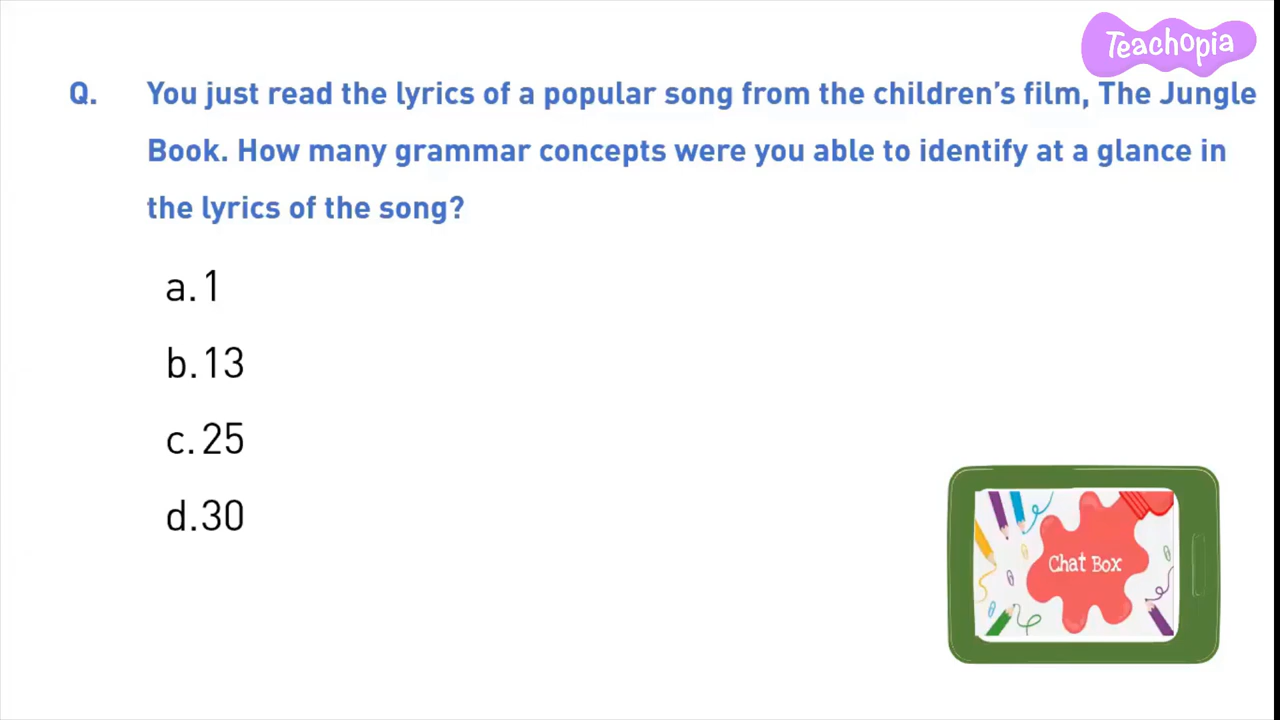 Teachopia
Q. You just read the lyrics of a popular song from the children's film, The Jungle
Book. How many grammar concepts were you able to identify at a glance in
the lyrics of the song?
a. 1
b. 13
c. 25
d. 30
Chat Box